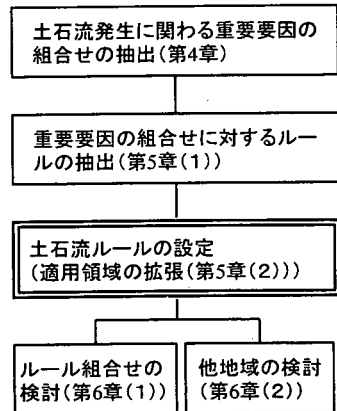 土石流発生に関わる重要要因の
組合せの抽出(第4章)
重要要因の組合せに対するルー
ルの抽出(第5章(1))
土石流ルールの設定
(適用領域の拡張(第5章(2)))
ルール組合せの
検討(第6章(1))
他地域の検討
(第6章(2))